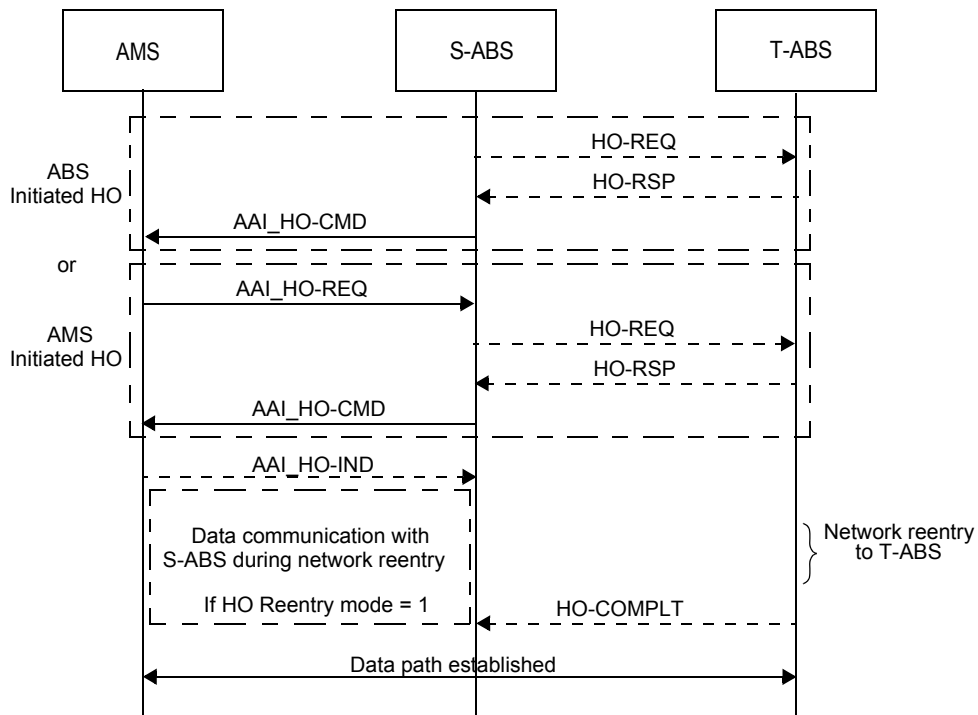 AMS
S-ABS
T-ABS
HO-REQ
ABS
Initiated HO
HO-RSP
AAI_HO-CMD
or
AAI_HO-REQ
AMS
Initiated HO
HO-REQ
HO-RSP
AAI_HO-CMD
AAI_HO-IND
Data communication with
S-ABS during network reentry
If HO Reentry mode = 1
Network reentry
to T-ABS
HO-COMPLT
Data path established